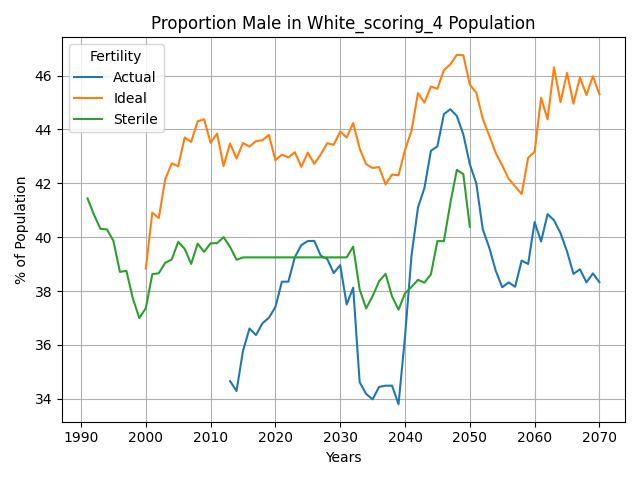 Proportion Male in White_scoring_4 Population
Fertility
Actual
Ideal
Sterile
% of Population
46
44
42
40
38
36
34
1990 2000 2010 2020 2030 2040 2050 2060 2070
Years